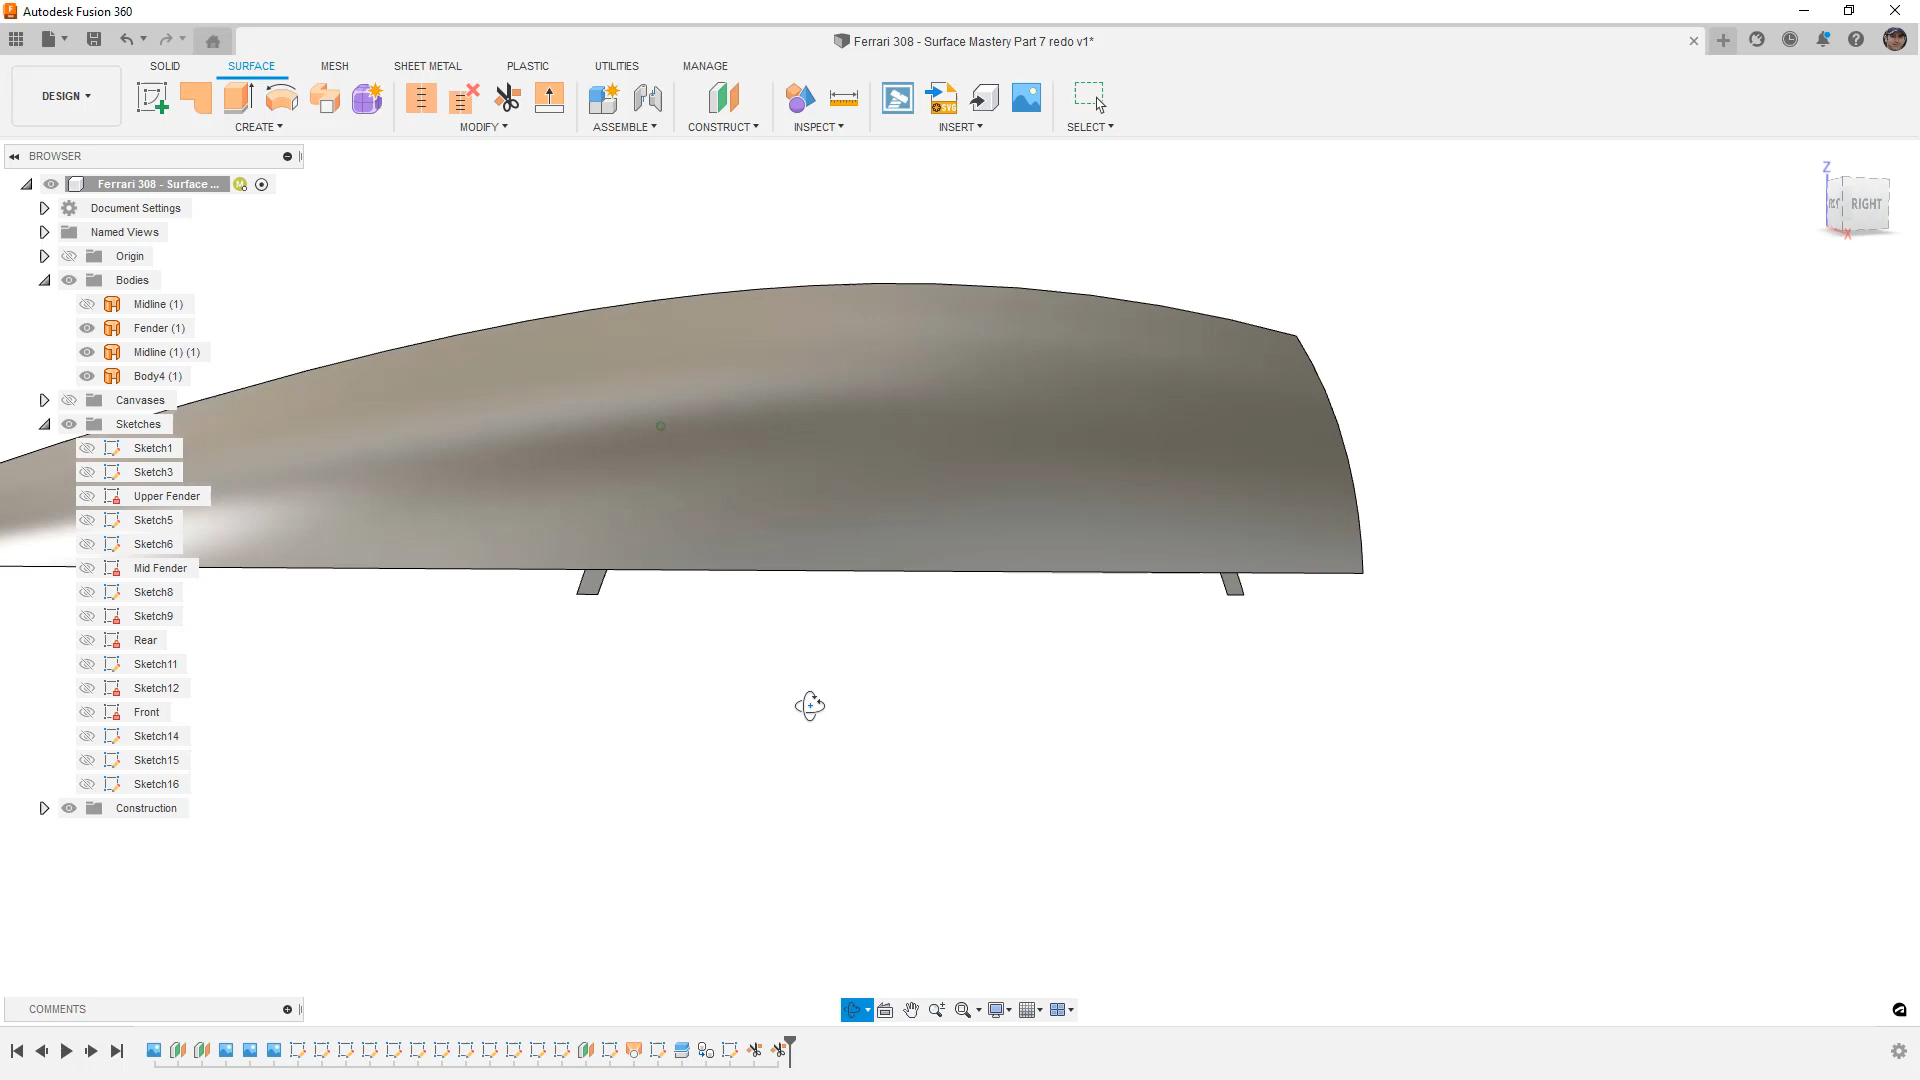 Autodesk Fusion 360
Ferrari 308 - Surface Mastery Part 7 redo v1*
SOLID SURFACE MESH SHEET METAL PLASTIC UTILITIES MANAGE
DESIGN
SVG
CREATE MODIFY ASSEMBLE CONSTRUCT INSPECT INSERT SELECT
BROWSER
Ferrari 308 - Surface ...
Document Settings
Named Views
Origin
Bodies
Midline (1)
Fender (1)
Midline (1) (1)
Body4 (1)
Canvases
Sketches
Sketch1
Sketch3
Upper Fender
Sketch5
Sketch6
Mid Fender
Sketch8
Sketch9
Rear
Sketch11
Sketch12
Front
Sketch14
Sketch15
Sketch16
Construction
Z
RIGHT
X
COMMENTS